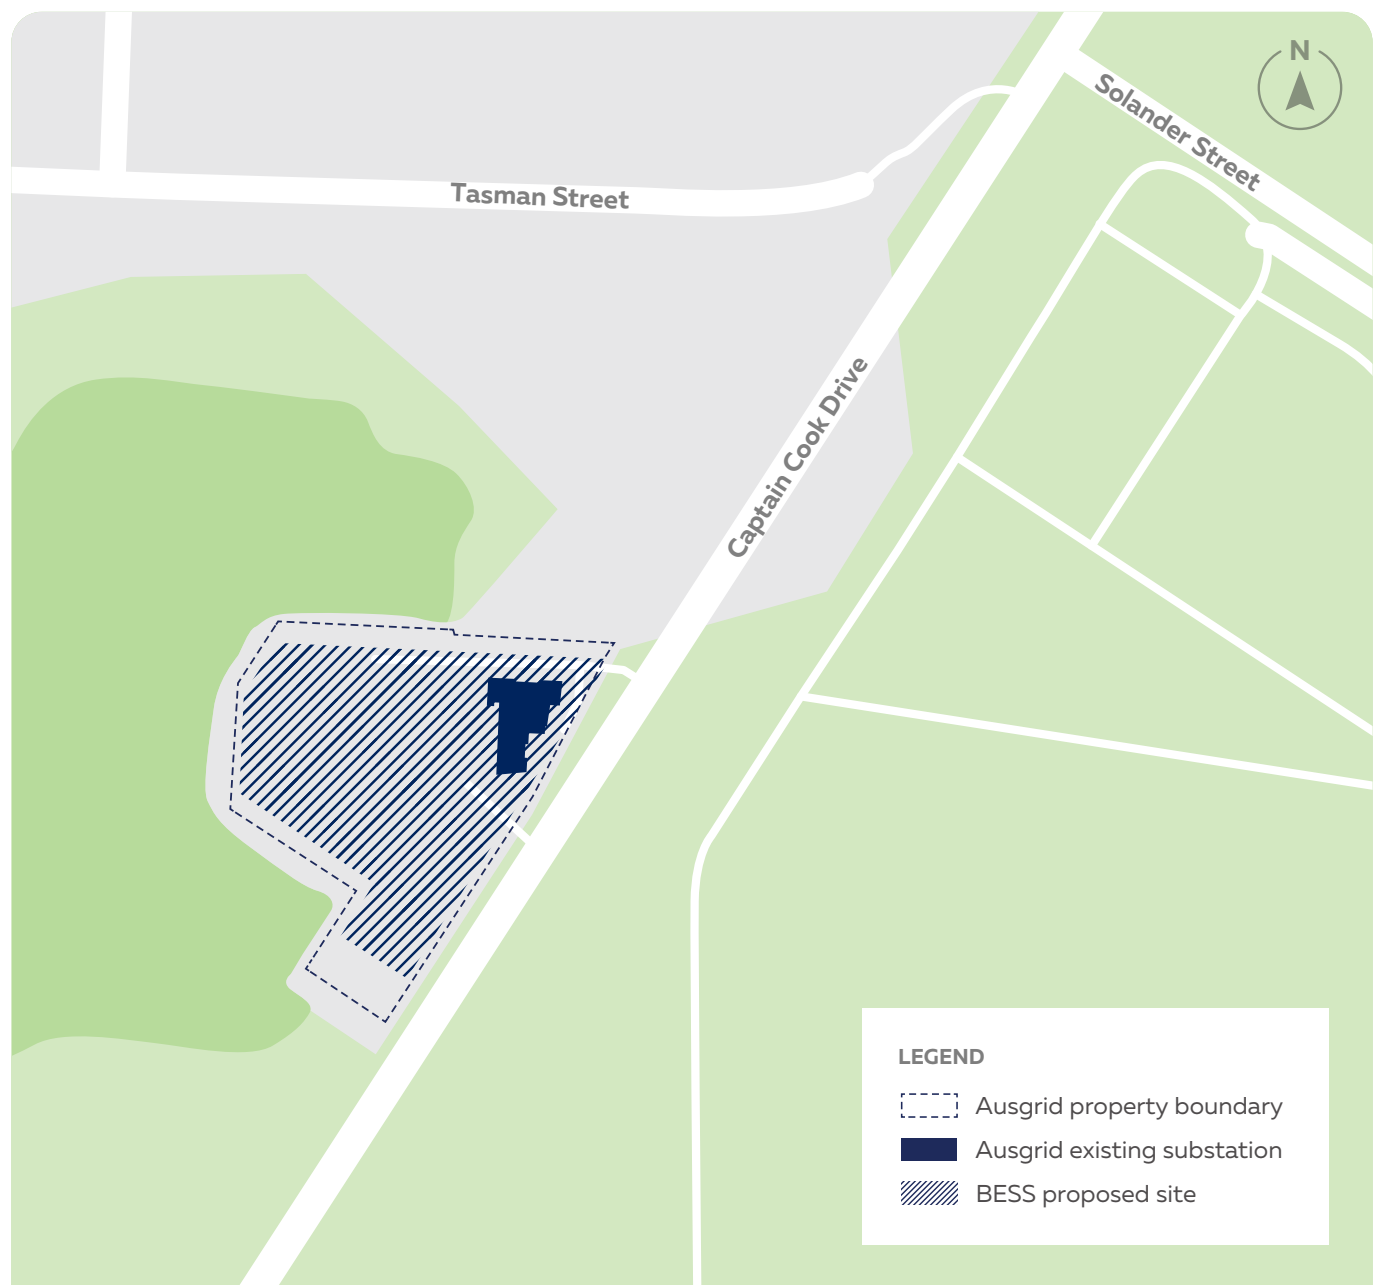 N
Solander Street
Tasman Street
Captain Cook Drive
LEGEND
Ausgrid property boundary
Ausgrid existing substation
BESS proposed site